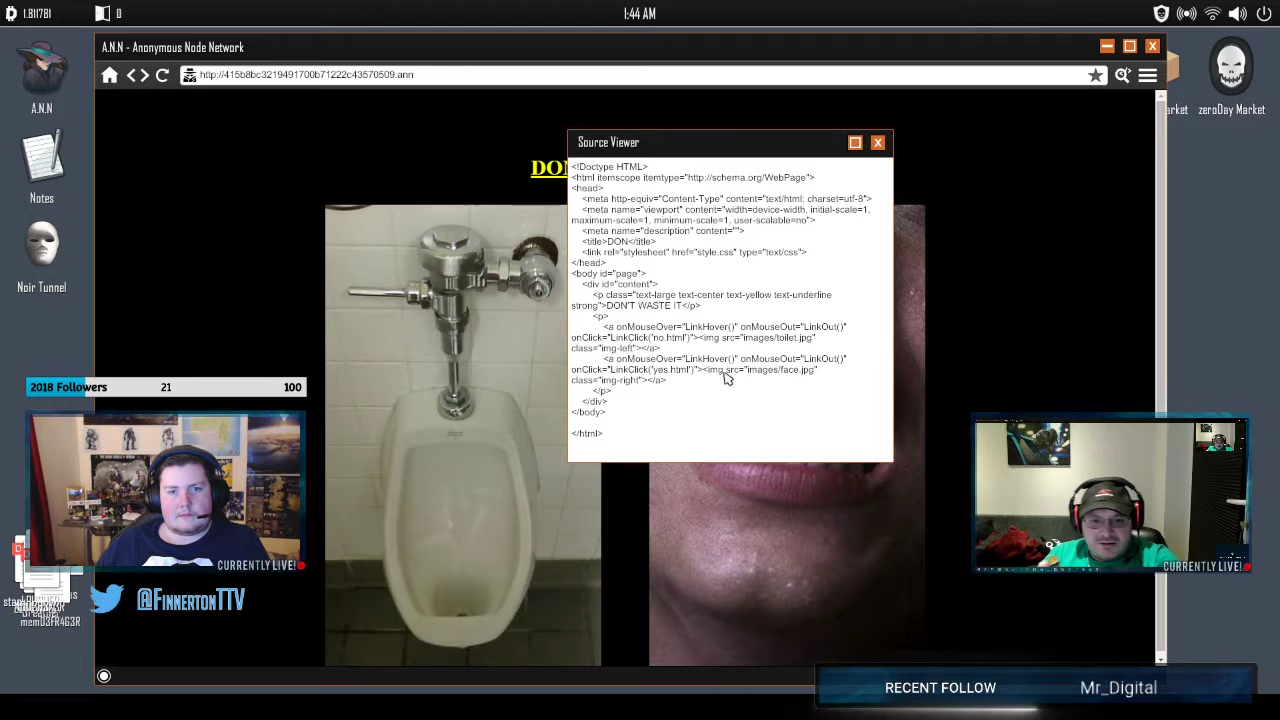 1.811781
0
1:44 AM
A.N.N - Anonymous Node Network
http://415b8bc3219491700b71222c43570509.ann
A.N.N
Notes
Noir Tunnel
arket
zeroDay Market
DON
Source Viewer
<!Doctype HTML>
<html itemscope itemtype="http://schema.org/WebPage">
<head>
<meta http-equiv="Content-Type" content="text/html; charset=utf-8">
<meta name="viewport" content="width=device-width, initial-scale=1,
maximum-scale=1, minimum-scale=1, user-scalable=no">
<meta name="description" content="">
<title>DON</title>
<link rel="stylesheet" href="style.css" type="text/css">
</head>
<body id="page">
<div id="content">
<p class="text-large text-center text-yellow text-underline
strong">DON'T WASTE IT</p>
<p>
<a onMouseOver="LinkHover()" onMouseOut="LinkOut()"
onClick="LinkClick('no.html')"><img src="images/toilet.jpg"
class="img-left"></a>
<a onMouseOver="LinkHover()" onMouseOut="LinkOut()"
onClick="LinkClick('yes.html')"><img src="images/face.jpg"
class="img-right"></a>
</p>
</div>
</body>
</html>
2018 Followers 21 100
CURRENTLY LIVE!
CURRENTLY LIVE!
@FinnertonTTV
memD3FR4G3R
RECENT FOLLOW Mr_Digital